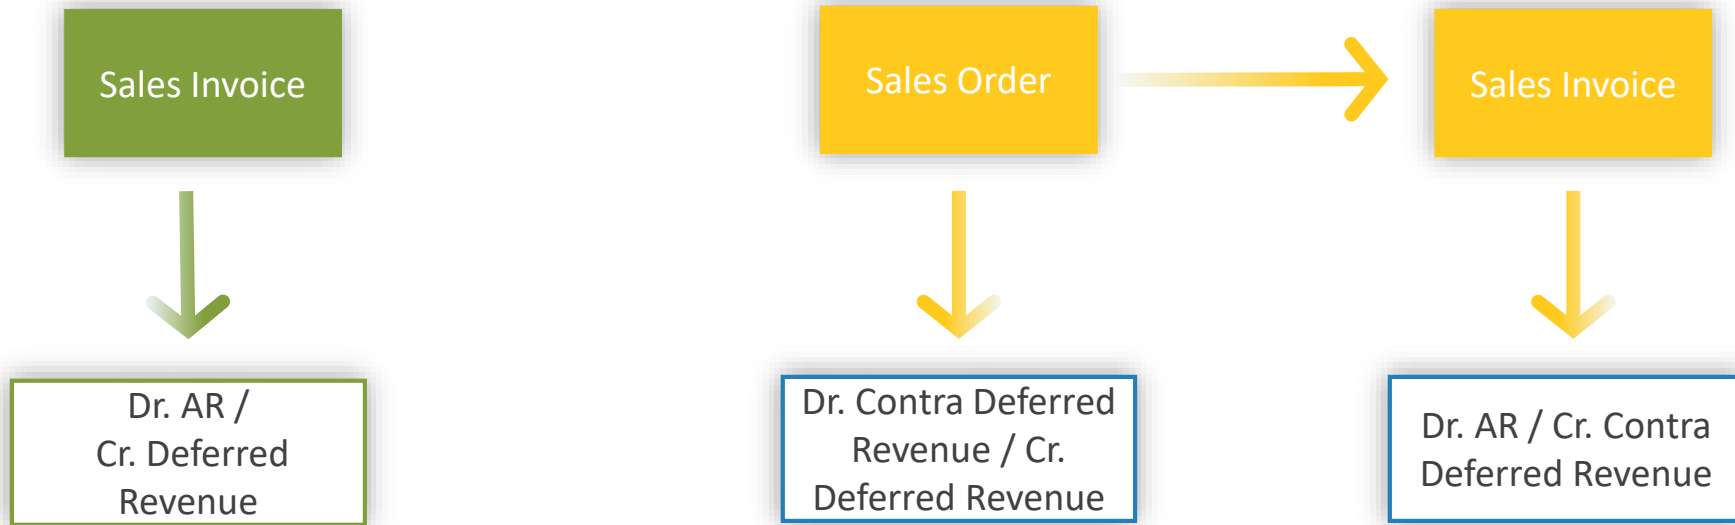 Sales Invoice
Sales Order
Sales Invoice
Dr. AR /
Cr. Deferred
Revenue
Dr. Contra Deferred
Revenue / Cr.
Deferred Revenue
Dr. AR / Cr. Contra
Deferred Revenue